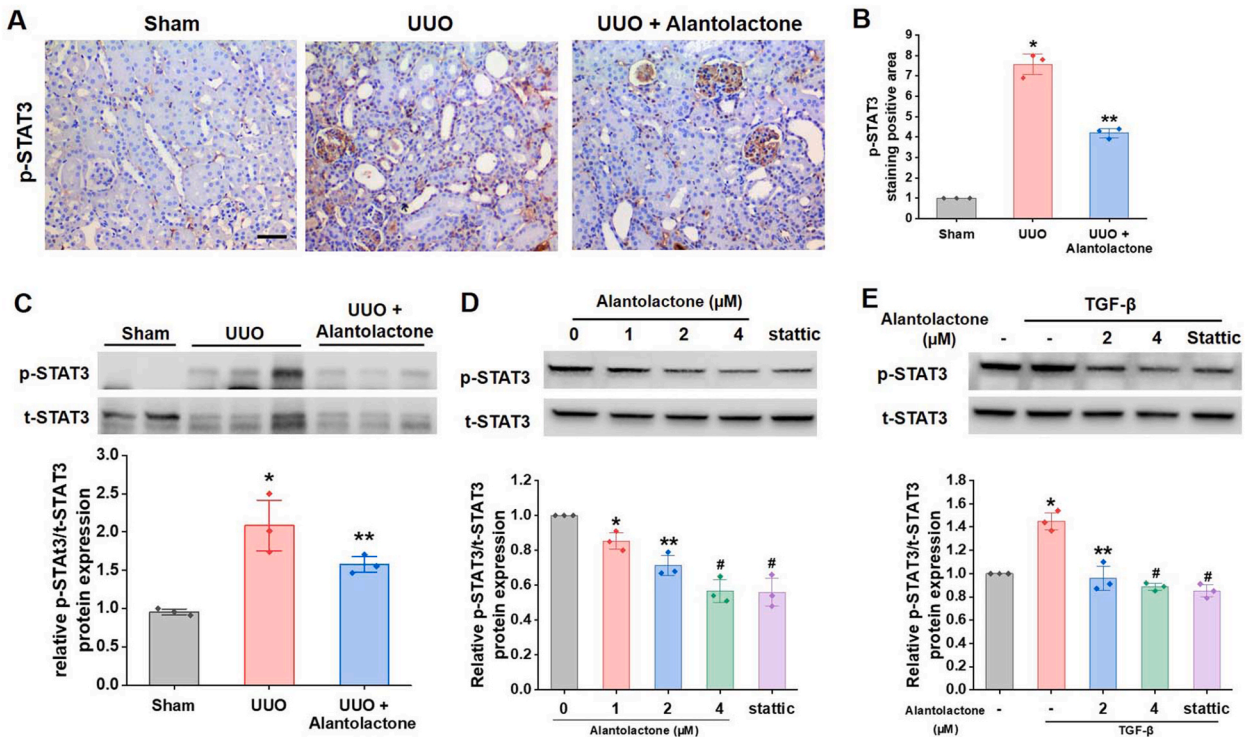 A
Sham
UUO
UUO + Alantolactone
p-STAT3
*
B
p-STAT3
staining positive area
9
8
7
6
5
4
3
2
1
0
*
**
Sham
UUO
UUO +
Alantolactone
C
Sham
UUO
UUO +
Alantolactone
p-STAT3
t-STAT3
relative p-STAt3/t-STAT3
protein expression
3.0
2.5
2.0
1.5
1.0
0.5
0.0
*
**
Sham
UUO
UUO +
Alantolactone
D
Alantolactone (µM)
0 1 2 4 stattic
p-STAT3
t-STAT3
Relative p-STAT3/t-STAT3
protein expression
1.2
1.0
0.8
0.6
0.4
0.2
0.0
*
**
#
#
0 1 2 4 stattic
Alantolactone (µM)
E
TGF-β
Alantolactone
(µM)
- - 2 4 Stattic
p-STAT3
t-STAT3
Relative p-STAT3/t-STAT
protein expression
1.6
1.4
1.2
1.0
0.8
0.6
0.4
0.2
0.0
*
**
#
#
Alantolactone
(µM)
- - 2 4 stattic
TGF-β